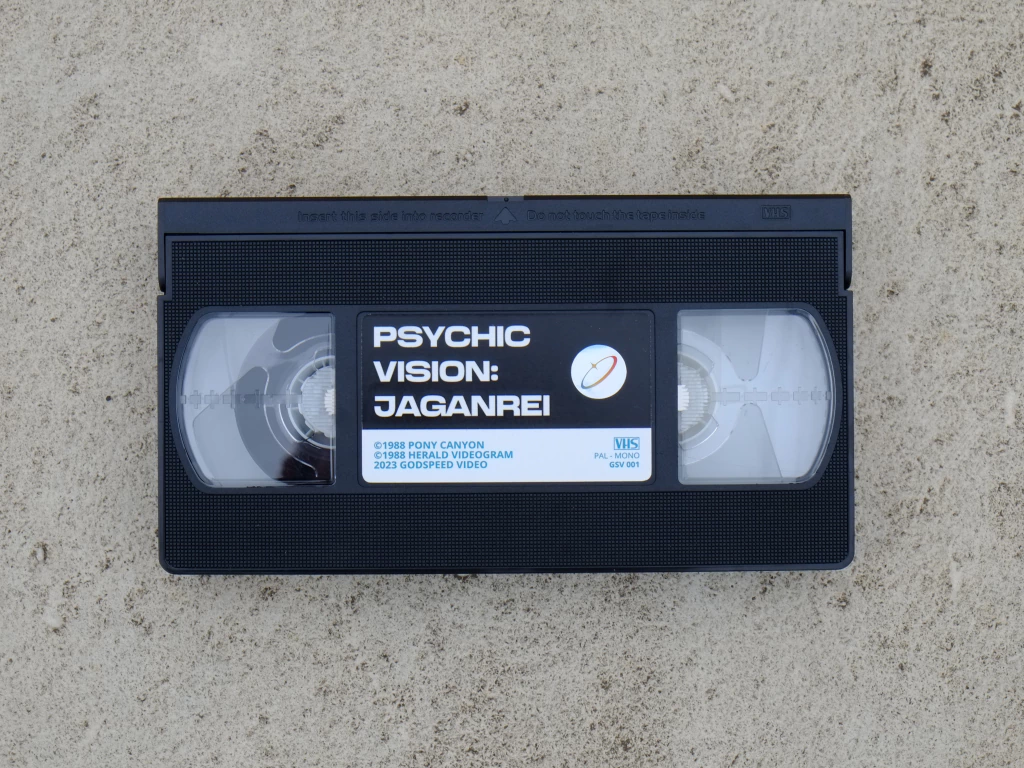 Insert this side into recorder Do not touch the tape inside VHS
PSYCHIC
VISION:
JAGANREI
©1988 PONY CANYON
©1988 HERALD VIDEOGRAM
2023 GODSPEED VIDEO
VHS
PAL - MONO
GSV 001